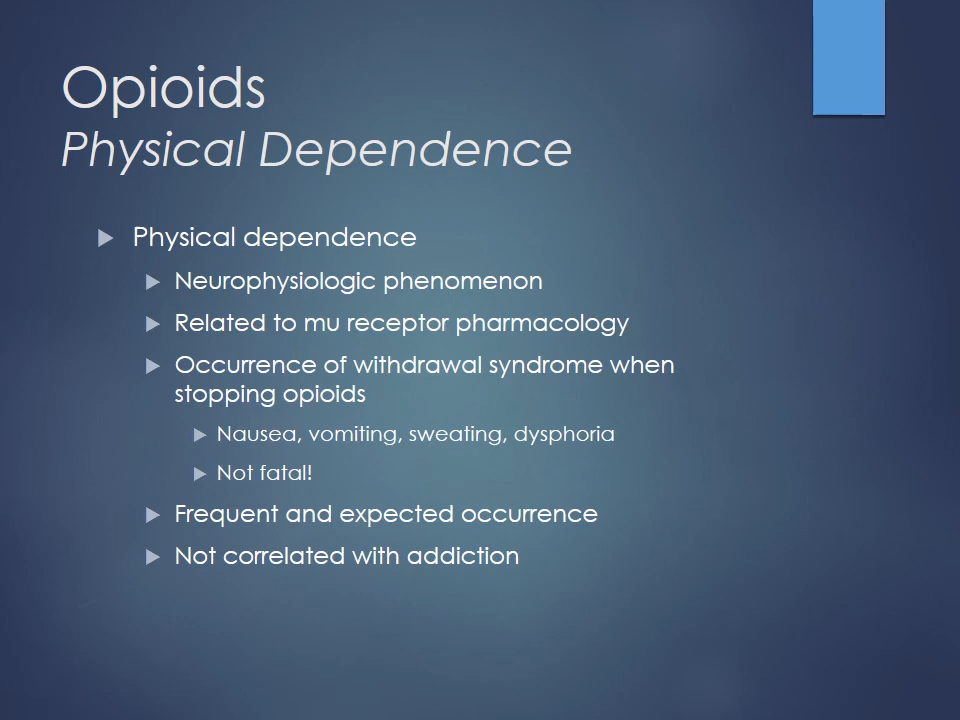 Opioids
Physical Dependence
Physical dependence
Neurophysiologic phenomenon
Related to mu receptor pharmacology
Occurrence of withdrawal syndrome when
stopping opioids
Nausea, vomiting, sweating, dysphoria
Not fatal!
Frequent and expected occurrence
Not correlated with addiction